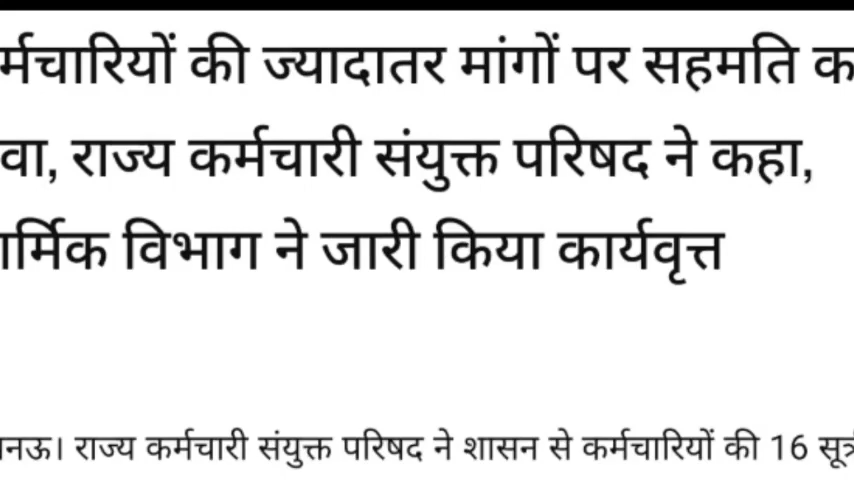 र्मचारियों की ज्यादातर मांगों पर सहमति क
वा, राज्य कर्मचारी संयुक्त परिषद ने कहा,
ार्मिक विभाग ने जारी किया कार्यवृत्त
नऊ। राज्य कर्मचारी संयुक्त परिषद ने शासन से कर्मचारियों की 16 सूत्र